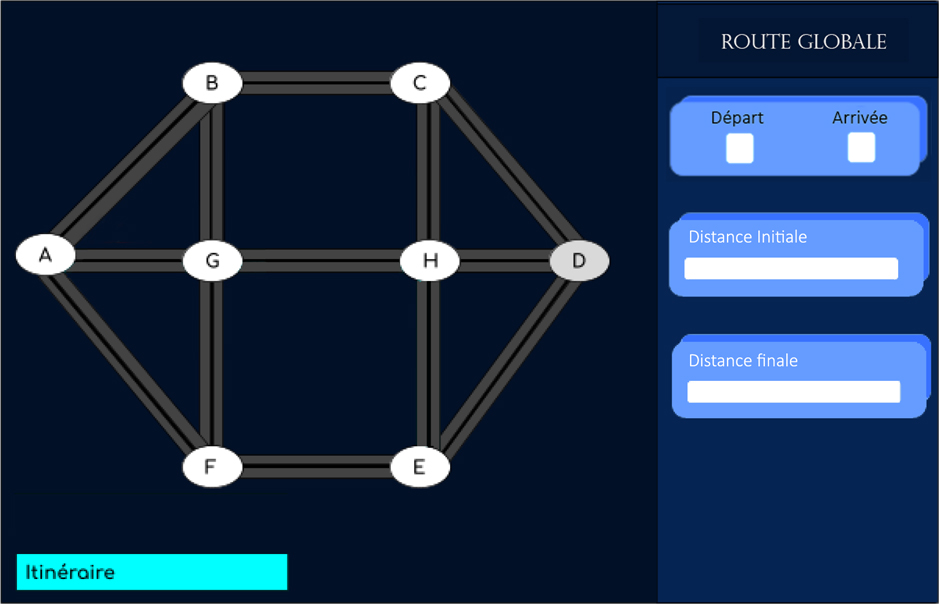 ROUTE GLOBALE
B
C
Départ
Arrivée
A
G
H
D
Distance Initiale
Distance finale
F
E
Itinéraire